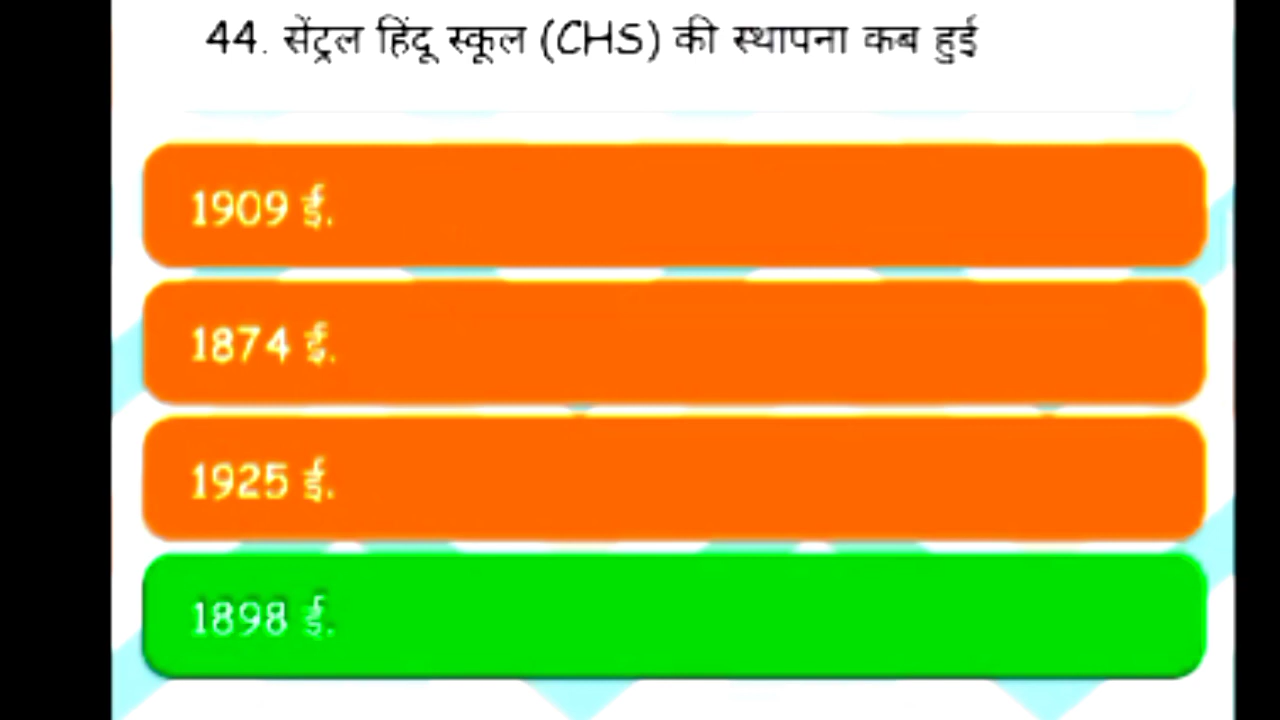 44. सेंट्रल हिंदू स्कूल (CHS) की स्थापना कब हुई
1909 ई.
1874 ई.
1925 ई.
1898 ई.